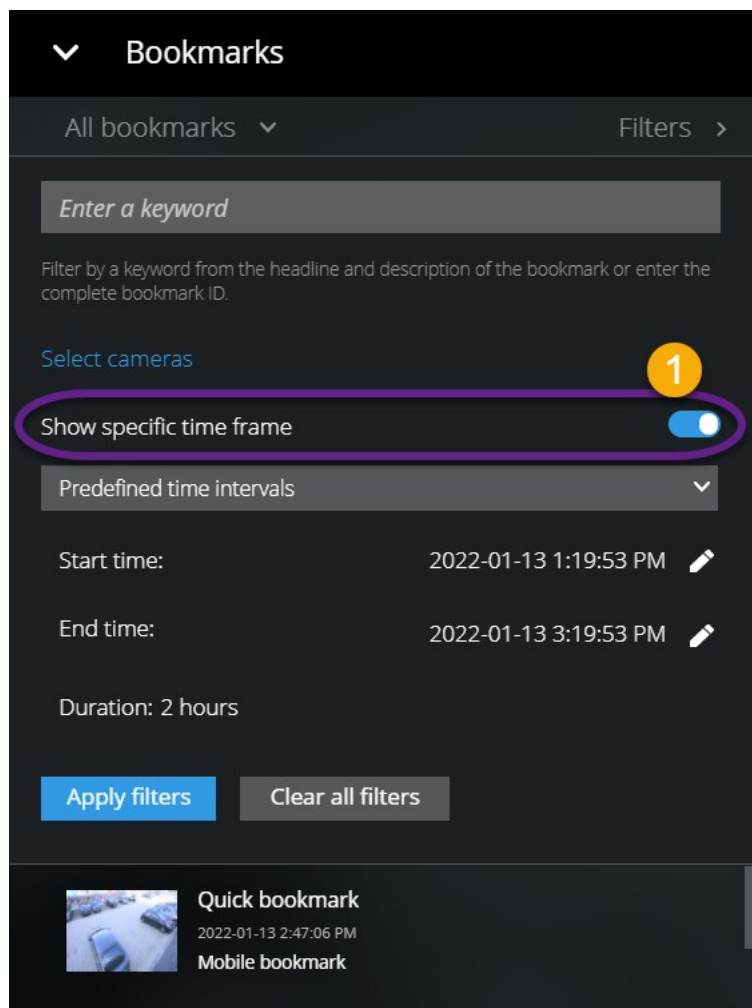 Bookmarks
All bookmarks
Filters
Enter a keyword
Filter by a keyword from the headline and description of the bookmark or enter the
complete bookmark ID.
Select cameras
1
Show specific time frame
Predefined time intervals
Start time: 2022-01-13 1:19:53 PM
End time: 2022-01-13 3:19:53 PM
Duration: 2 hours
Apply filters
Clear all filters
Quick bookmark
2022-01-13 2:47:06 PM
Mobile bookmark